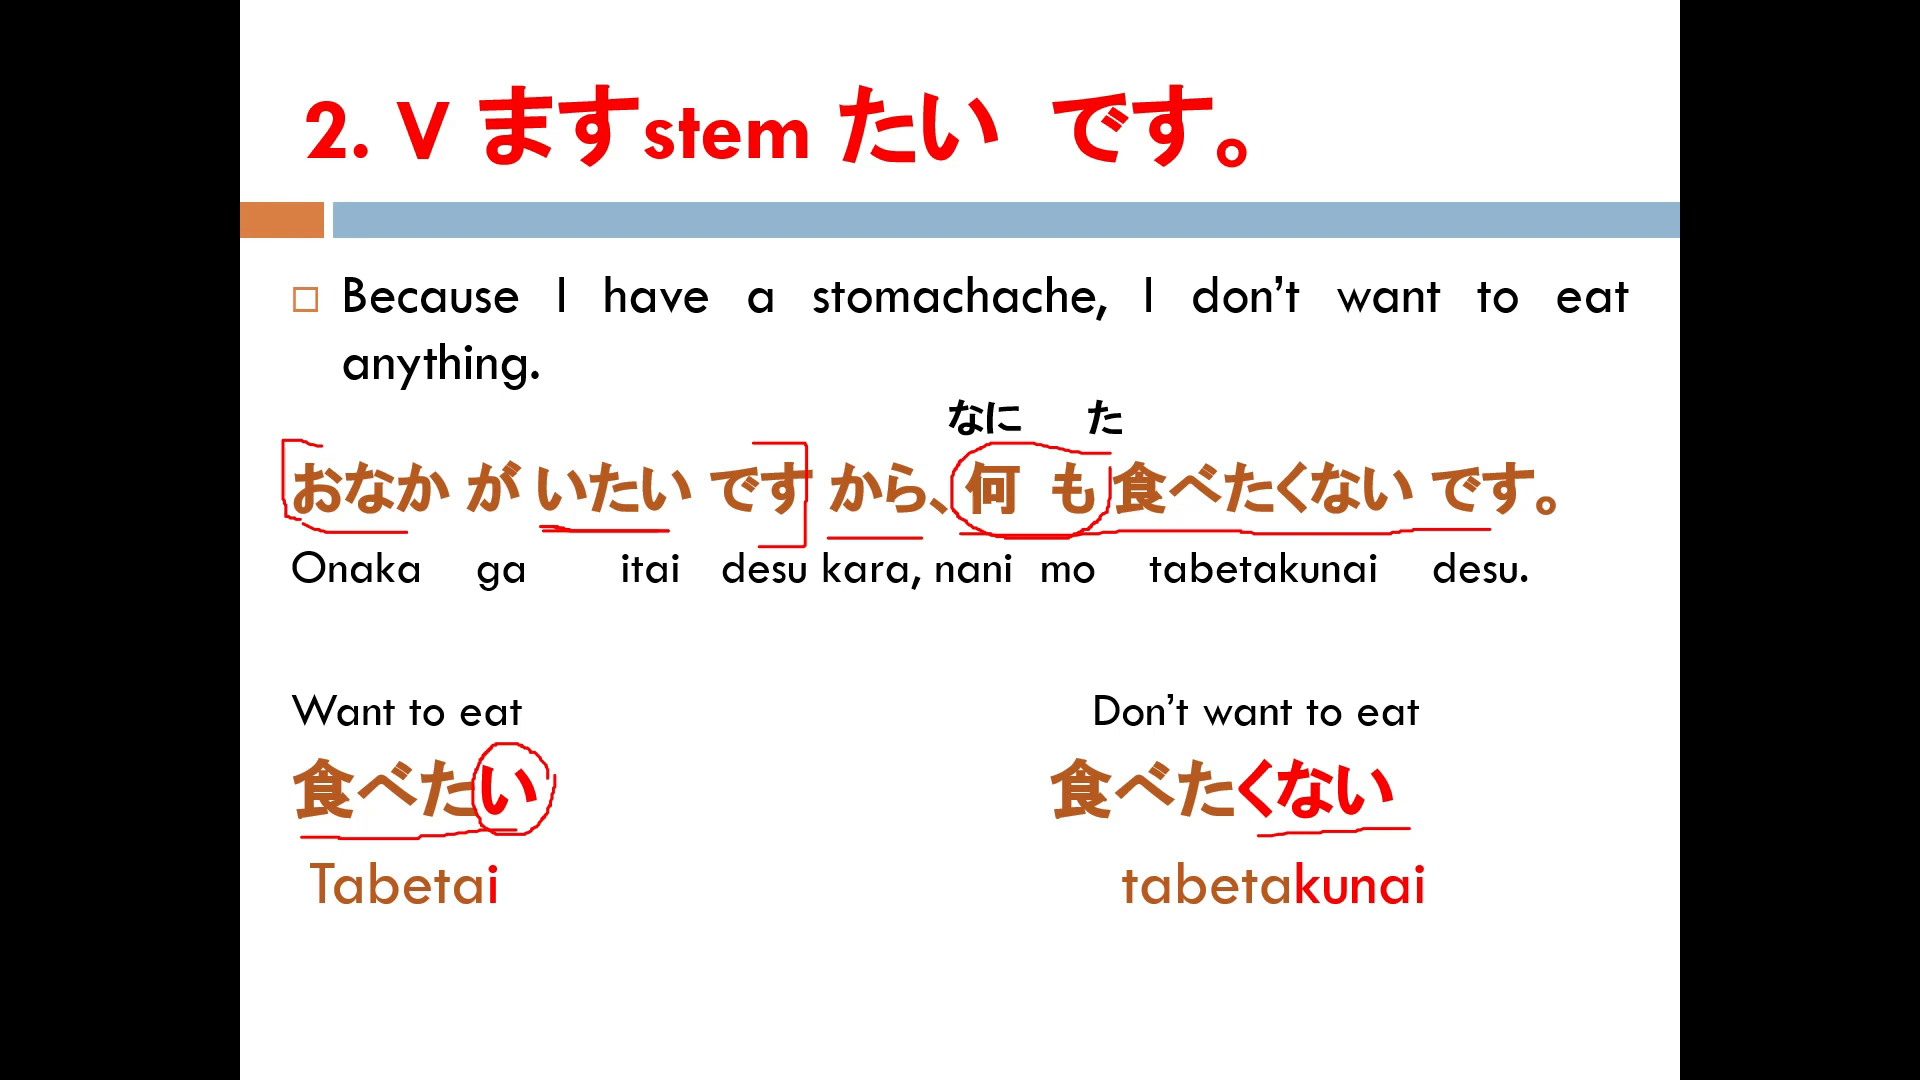 2. V ますstem たい です。
Because I have a stomachache, I don't want to eat
anything.
なに た
おなか が いたい です から、何 も 食べたくない です。
Onaka ga itai desu kara, nani mo tabetakunai desu.
Want to eat Don't want to eat
食べたい 食べたくない
Tabetai tabetakunai